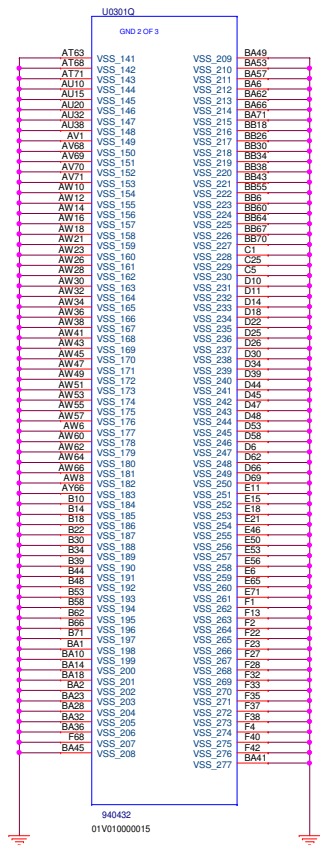 U0301Q
GND 2 OF 3
AT63 VSS_141 VSS_209 BA49
AT68 VSS_142 VSS_210 BA53
AT71 VSS_143 VSS_211 BA57
AU10 VSS_144 VSS_212 BA6
AU15 VSS_145 VSS_213 BA62
AU20 VSS_146 VSS_214 BA66
AU32 VSS_147 VSS_215 BA71
AU38 VSS_148 VSS_216 BB18
AV1 VSS_149 VSS_217 BB26
AV68 VSS_150 VSS_218 BB30
AV69 VSS_151 VSS_219 BB34
AV70 VSS_152 VSS_220 BB38
AV71 VSS_153 VSS_221 BB43
AW10 VSS_154 VSS_222 BB55
AW12 VSS_155 VSS_223 BB6
AW14 VSS_156 VSS_224 BB60
AW16 VSS_157 VSS_225 BB64
AW18 VSS_158 VSS_226 BB67
AW21 VSS_159 VSS_227 BB70
AW23 VSS_160 VSS_228 C1
AW26 VSS_161 VSS_229 C25
AW28 VSS_162 VSS_230 C5
AW30 VSS_163 VSS_231 D10
AW32 VSS_164 VSS_232 D11
AW34 VSS_165 VSS_233 D14
AW36 VSS_166 VSS_234 D18
AW38 VSS_167 VSS_235 D22
AW41 VSS_168 VSS_236 D25
AW43 VSS_169 VSS_237 D26
AW45 VSS_170 VSS_238 D30
AW47 VSS_171 VSS_239 D34
AW49 VSS_172 VSS_240 D39
AW51 VSS_173 VSS_241 D44
AW53 VSS_174 VSS_242 D45
AW55 VSS_175 VSS_243 D47
AW57 VSS_176 VSS_244 D48
AW6 VSS_177 VSS_245 D53
AW60 VSS_178 VSS_246 D58
AW62 VSS_179 VSS_247 D6
AW64 VSS_180 VSS_248 D62
AW66 VSS_181 VSS_249 D66
AW8 VSS_182 VSS_250 D69
AY66 VSS_183 VSS_251 E11
B10 VSS_184 VSS_252 E15
B14 VSS_185 VSS_253 E18
B18 VSS_186 VSS_254 E21
B22 VSS_187 VSS_255 E46
B30 VSS_188 VSS_256 E50
B34 VSS_189 VSS_257 E53
B39 VSS_190 VSS_258 E56
B44 VSS_191 VSS_259 E6
B48 VSS_192 VSS_260 E65
B53 VSS_193 VSS_261 E71
B58 VSS_194 VSS_262 F1
B62 VSS_195 VSS_263 F13
B66 VSS_196 VSS_264 F2
B71 VSS_197 VSS_265 F22
BA1 VSS_198 VSS_266 F23
BA10 VSS_199 VSS_267 F27
BA14 VSS_200 VSS_268 F28
BA18 VSS_201 VSS_269 F32
BA2 VSS_202 VSS_270 F33
BA23 VSS_203 VSS_271 F35
BA28 VSS_204 VSS_272 F37
BA32 VSS_205 VSS_273 F38
BA36 VSS_206 VSS_274 F4
F68 VSS_207 VSS_275 F40
BA45 VSS_208 VSS_276 F42
VSS_277 BA41
940432
01V010000015